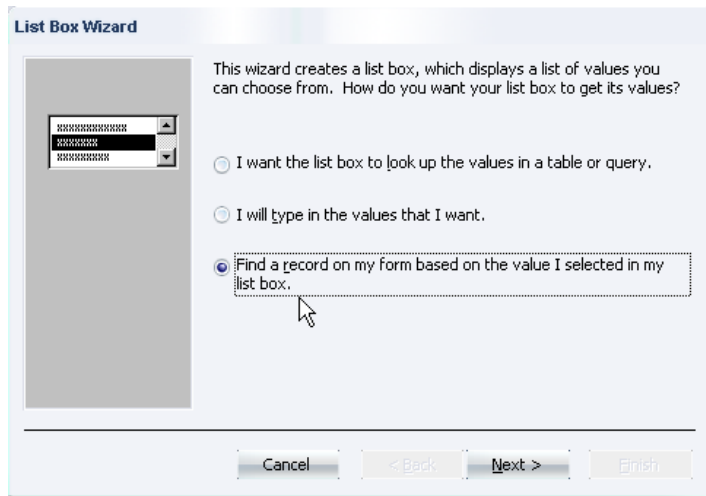 List Box Wizard
This wizard creates a list box, which displays a list of values you
can choose from.  How do you want your list box to get its values?
xxxxxxxxxxxxx
xxxxxxx
xxxxxxxxxx
I want the list box to look up the values in a table or query.
I will type in the values that I want.
Find a record on my form based on the value I selected in my
list box.
Cancel
< Back
Next >
Finish